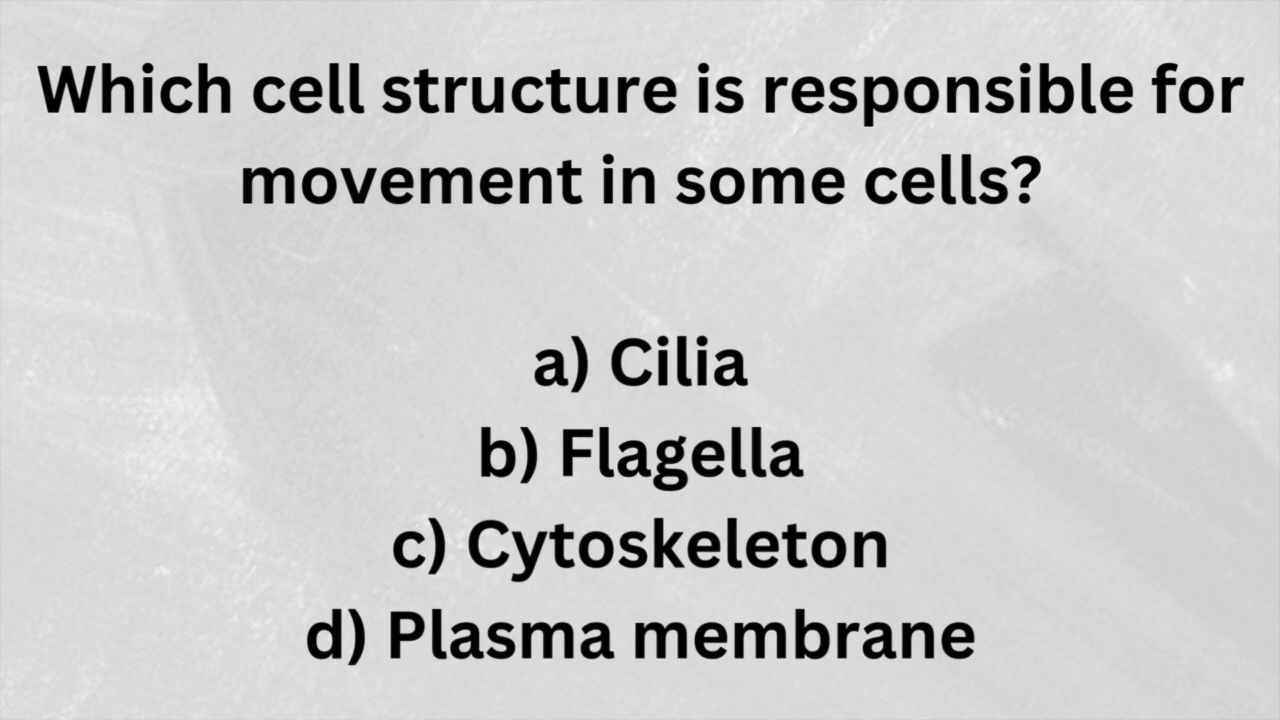 Which cell structure is responsible for
movement in some cells?
a) Cilia
b) Flagella
c) Cytoskeleton
d) Plasma membrane